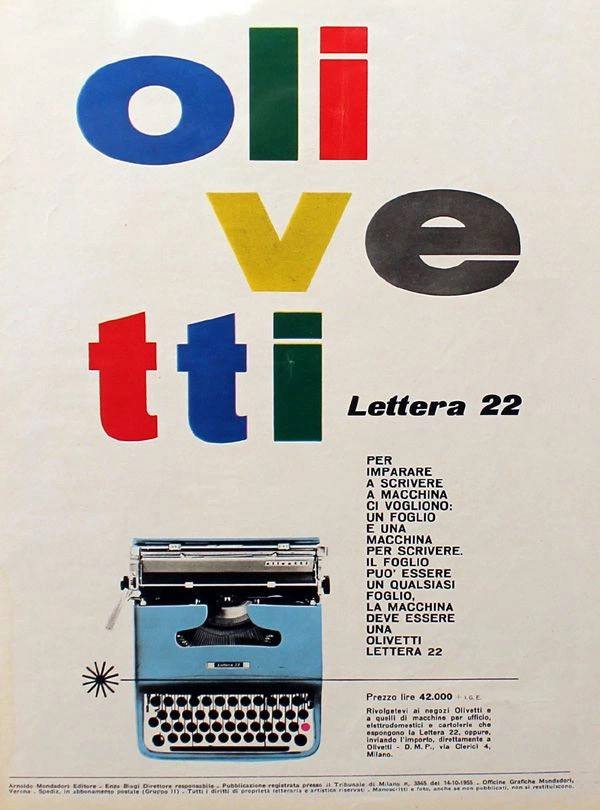 oli
ve
tti
Lettera 22
PER
IMPARARE
A SCRIVERE
A MACCHINA
CI VOGLIONO:
UN FOGLIO
E UNA
MACCHINA
PER SCRIVERE.
IL FOGLIO
PUO' ESSERE
UN QUALSIASI
FOGLIO,
LA MACCHINA
DEVE ESSERE
UNA
OLIVETTI
LETTERA 22
olivetti
Lettera 22
Prezzo lire 42.000 + I.G.E.
Rivolgetevi ai negozi Olivetti e
a quelli di macchine per ufficio,
elettrodomestici e cartolerie che
espongono la Lettera 22, oppure,
inviando l'importo, direttamente a
Olivetti - D.M.P., via Clerici 4,
Milano.
Arnoldo Mondadori Editore . Enzo Biagi Direttore responsabile . Pubblicazione registrata presso il Tribunale di Milano n. 3845 del 14-10-1955 . Officine Grafiche Mondadori,
Verona . Spediz. in abbonamento postale (Gruppo II) . Tutti i diritti di proprietà letteraria e artistica riservati . Manoscritti e foto, anche se non pubblicati, non si restituiscono.